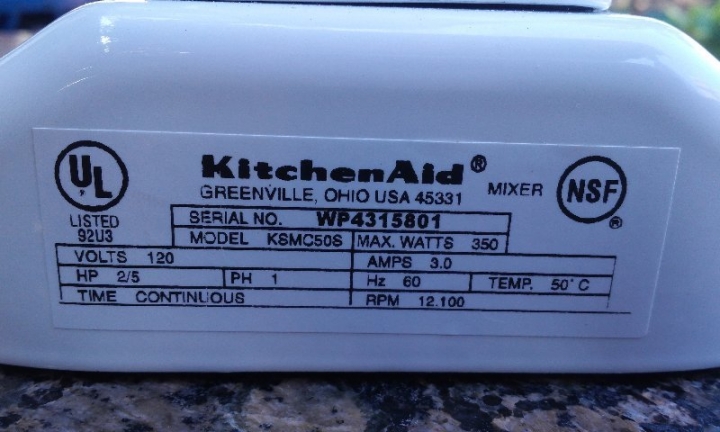 UL
LISTED
92U3
KitchenAid®
GREENVILLE, OHIO USA 45331
MIXER
NSF®
SERIAL NO. WP4315801
MODEL KSMC50S MAX. WATTS 350
VOLTS 120 AMPS 3.0
HP 2/5 PH 1 Hz 60 TEMP. 50°C
TIME CONTINUOUS RPM 12.100